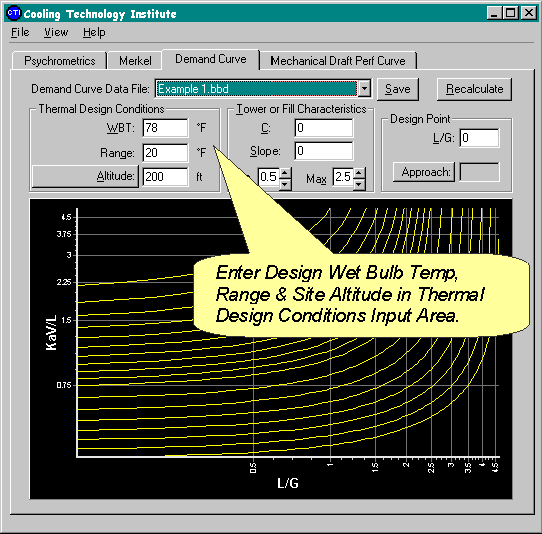 CTI Cooling Technology Institute
File View Help
Psychrometrics Merkel Demand Curve Mechanical Draft Perf Curve
Demand Curve Data File: Example 1.bbd Save Recalculate
Thermal Design Conditions
WBT: 78 °F
Range: 20 °F
Altitude: 200 ft
Tower or Fill Characteristics
C: 0
Slope: 0
0.5 Max 2.5
Design Point
L/G: 0
Approach:
Enter Design Wet Bulb Temp,
Range & Site Altitude in Thermal
Design Conditions Input Area.
KaV/L
4.5
3.75
3
2.25
1.5
0.75
0.5 1 1.5 2 2.5 3 3.5 4 4.5
L/G